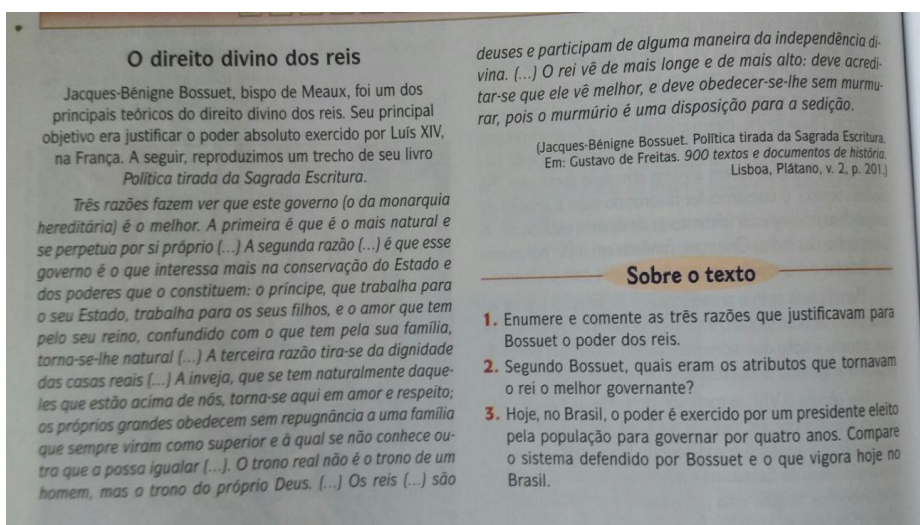 O direito divino dos reis
Jacques-Bénigne Bossuet, bispo de Meaux, foi um dos
principais teóricos do direito divino dos reis. Seu principal
objetivo era justificar o poder absoluto exercido por Luís XIV,
na França. A seguir, reproduzimos um trecho de seu livro
Política tirada da Sagrada Escritura.
Três razões fazem ver que este governo (o da monarquia
hereditária) é o melhor. A primeira é que é o mais natural e
se perpetua por si próprio (...) A segunda razão (...) é que esse
governo é o que interessa mais na conservação do Estado e
dos poderes que o constituem: o príncipe, que trabalha para
o seu Estado, trabalha para os seus filhos, e o amor que tem
pelo seu reino, confundido com o que tem pela sua família,
torna-se-lhe natural (...) A terceira razão tira-se da dignidade
das casas reais (...) A inveja, que se tem naturalmente daque-
les que estão acima de nós, torna-se aqui em amor e respeito;
os próprios grandes obedecem sem repugnância a uma família
que sempre viram como superior e à qual se não conhece ou-
tra que a possa igualar (...). O trono real não é o trono de um
homem, mas o trono do próprio Deus. (...) Os reis (...) são
deuses e participam de alguma maneira da independência di-
vina. (...) O rei vê de mais longe e de mais alto: deve acredi-
tar-se que ele vê melhor, e deve obedecer-se-lhe sem murmu-
rar, pois o murmúrio é uma disposição para a sedição.
(Jacques-Bénigne Bossuet. Política tirada da Sagrada Escritura.
Em: Gustavo de Freitas. 900 textos e documentos de história.
Lisboa, Plátano, v. 2, p. 201.)
Sobre o texto
1. Enumere e comente as três razões que justificavam para
Bossuet o poder dos reis.
2. Segundo Bossuet, quais eram os atributos que tornavam
o rei o melhor governante?
3. Hoje, no Brasil, o poder é exercido por um presidente eleito
pela população para governar por quatro anos. Compare
o sistema defendido por Bossuet e o que vigora hoje no
Brasil.